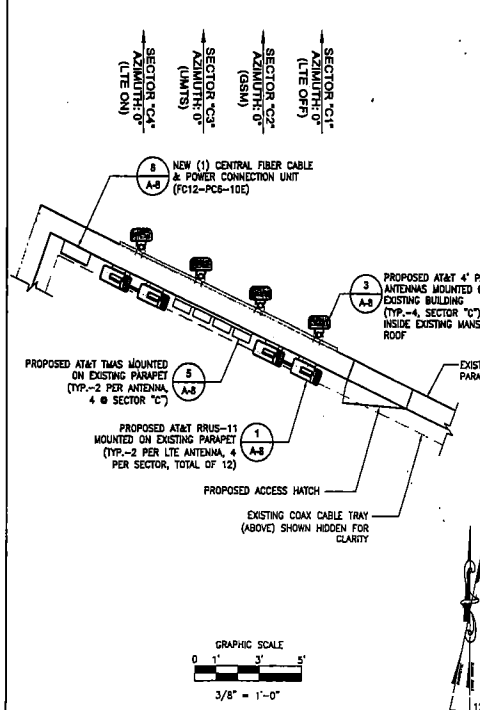 SECTOR "C4"
AZIMUTH: 0°
(LTE ON)
SECTOR "C3"
AZIMUTH: 0°
(UMTS)
SECTOR "C2"
AZIMUTH: 0°
(GSM)
SECTOR "C1"
AZIMUTH: 0°
(LTE OFF)
NEW (1) CENTRAL FIBER CABLE
& POWER CONNECTION UNIT
(FC12-PC6-10E)
A-8
3
A-8
PROPOSED AT&T 4' P
ANTENNAS MOUNTED
EXISTING BUILDING
(TYP.-4, SECTOR "C")
INSIDE EXISTING MANS
ROOF
EXIST
PARA
PROPOSED AT&T TMAS MOUNTED
ON EXISTING PARAPET
(TYP.-2 PER ANTENNA,
4 @ SECTOR "C")
5
A-8
PROPOSED AT&T RRUS-11
MOUNTED ON EXISTING PARAPET
(TYP.-2 PER LTE ANTENNA, 4
PER SECTOR, TOTAL OF 12)
1
A-8
PROPOSED ACCESS HATCH
EXISTING COAX CABLE TRAY
(ABOVE) SHOWN HIDDEN FOR
CLARITY
GRAPHIC SCALE
0 1' 3' 5'
3/8" = 1'-0"